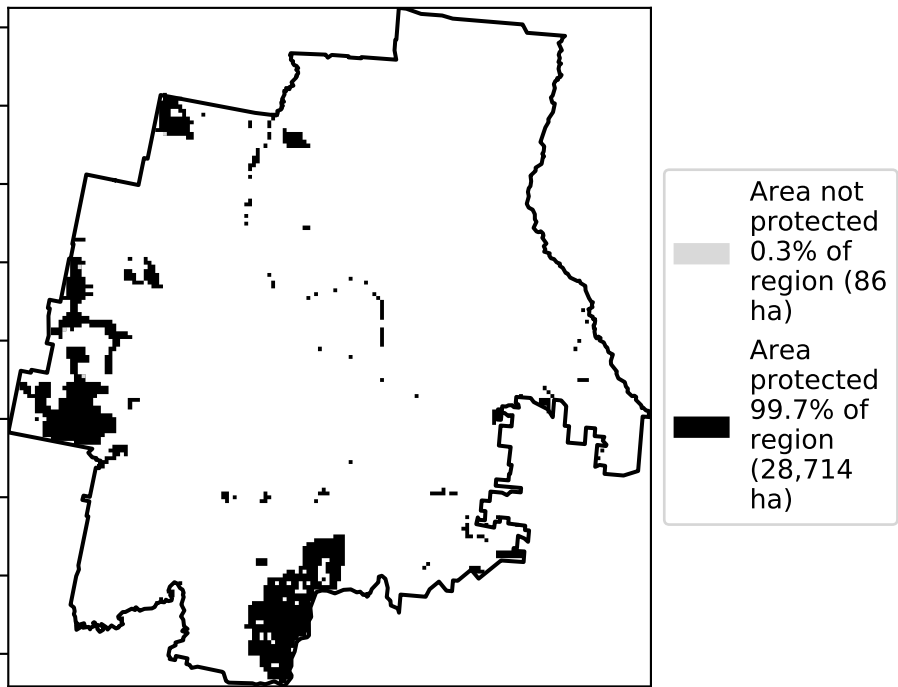 Area not
protected
0.3% of
region (86
ha)
Area
protected
99.7% of
region
(28,714
ha)